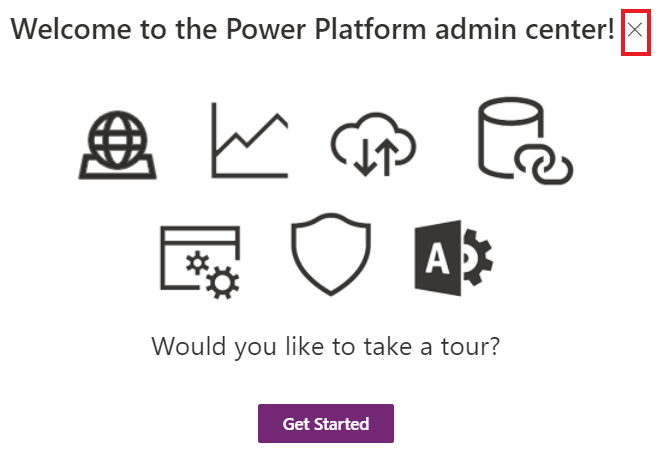 Welcome to the Power Platform admin center!
A
Would you like to take a tour?
Get Started